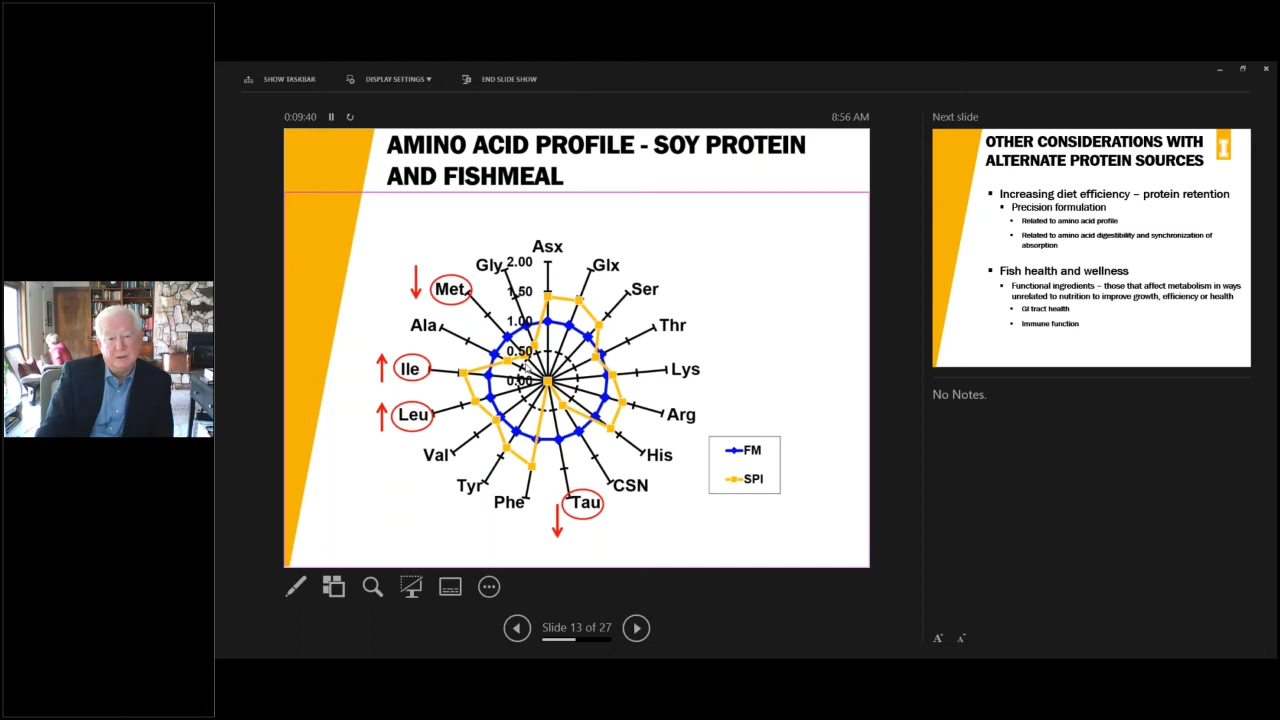 SHOW TASKBAR
DISPLAY SETTINGS ▾
END SLIDE SHOW
0:09:40
8:56 AM
AMINO ACID PROFILE - SOY PROTEIN
AND FISHMEAL
Asx
Glx
Ser
Thr
Lys
Arg
His
CSN
Tau
Phe
Tyr
Val
Leu
Ile
Ala
Met
Gly
2.00
1.50
1.00
0.50
0.00
FM
SPI
Slide 13 of 27
Next slide
OTHER CONSIDERATIONS WITH
ALTERNATE PROTEIN SOURCES
I
▪ Increasing diet efficiency – protein retention
▪ Precision formulation
• Related to amino acid profile
• Related to amino acid digestibility and synchronization of
absorption
▪ Fish health and wellness
• Functional ingredients – those that affect metabolism in ways
unrelated to nutrition to improve growth, efficiency or health
• GI tract health
• Immune function
No Notes.
A A